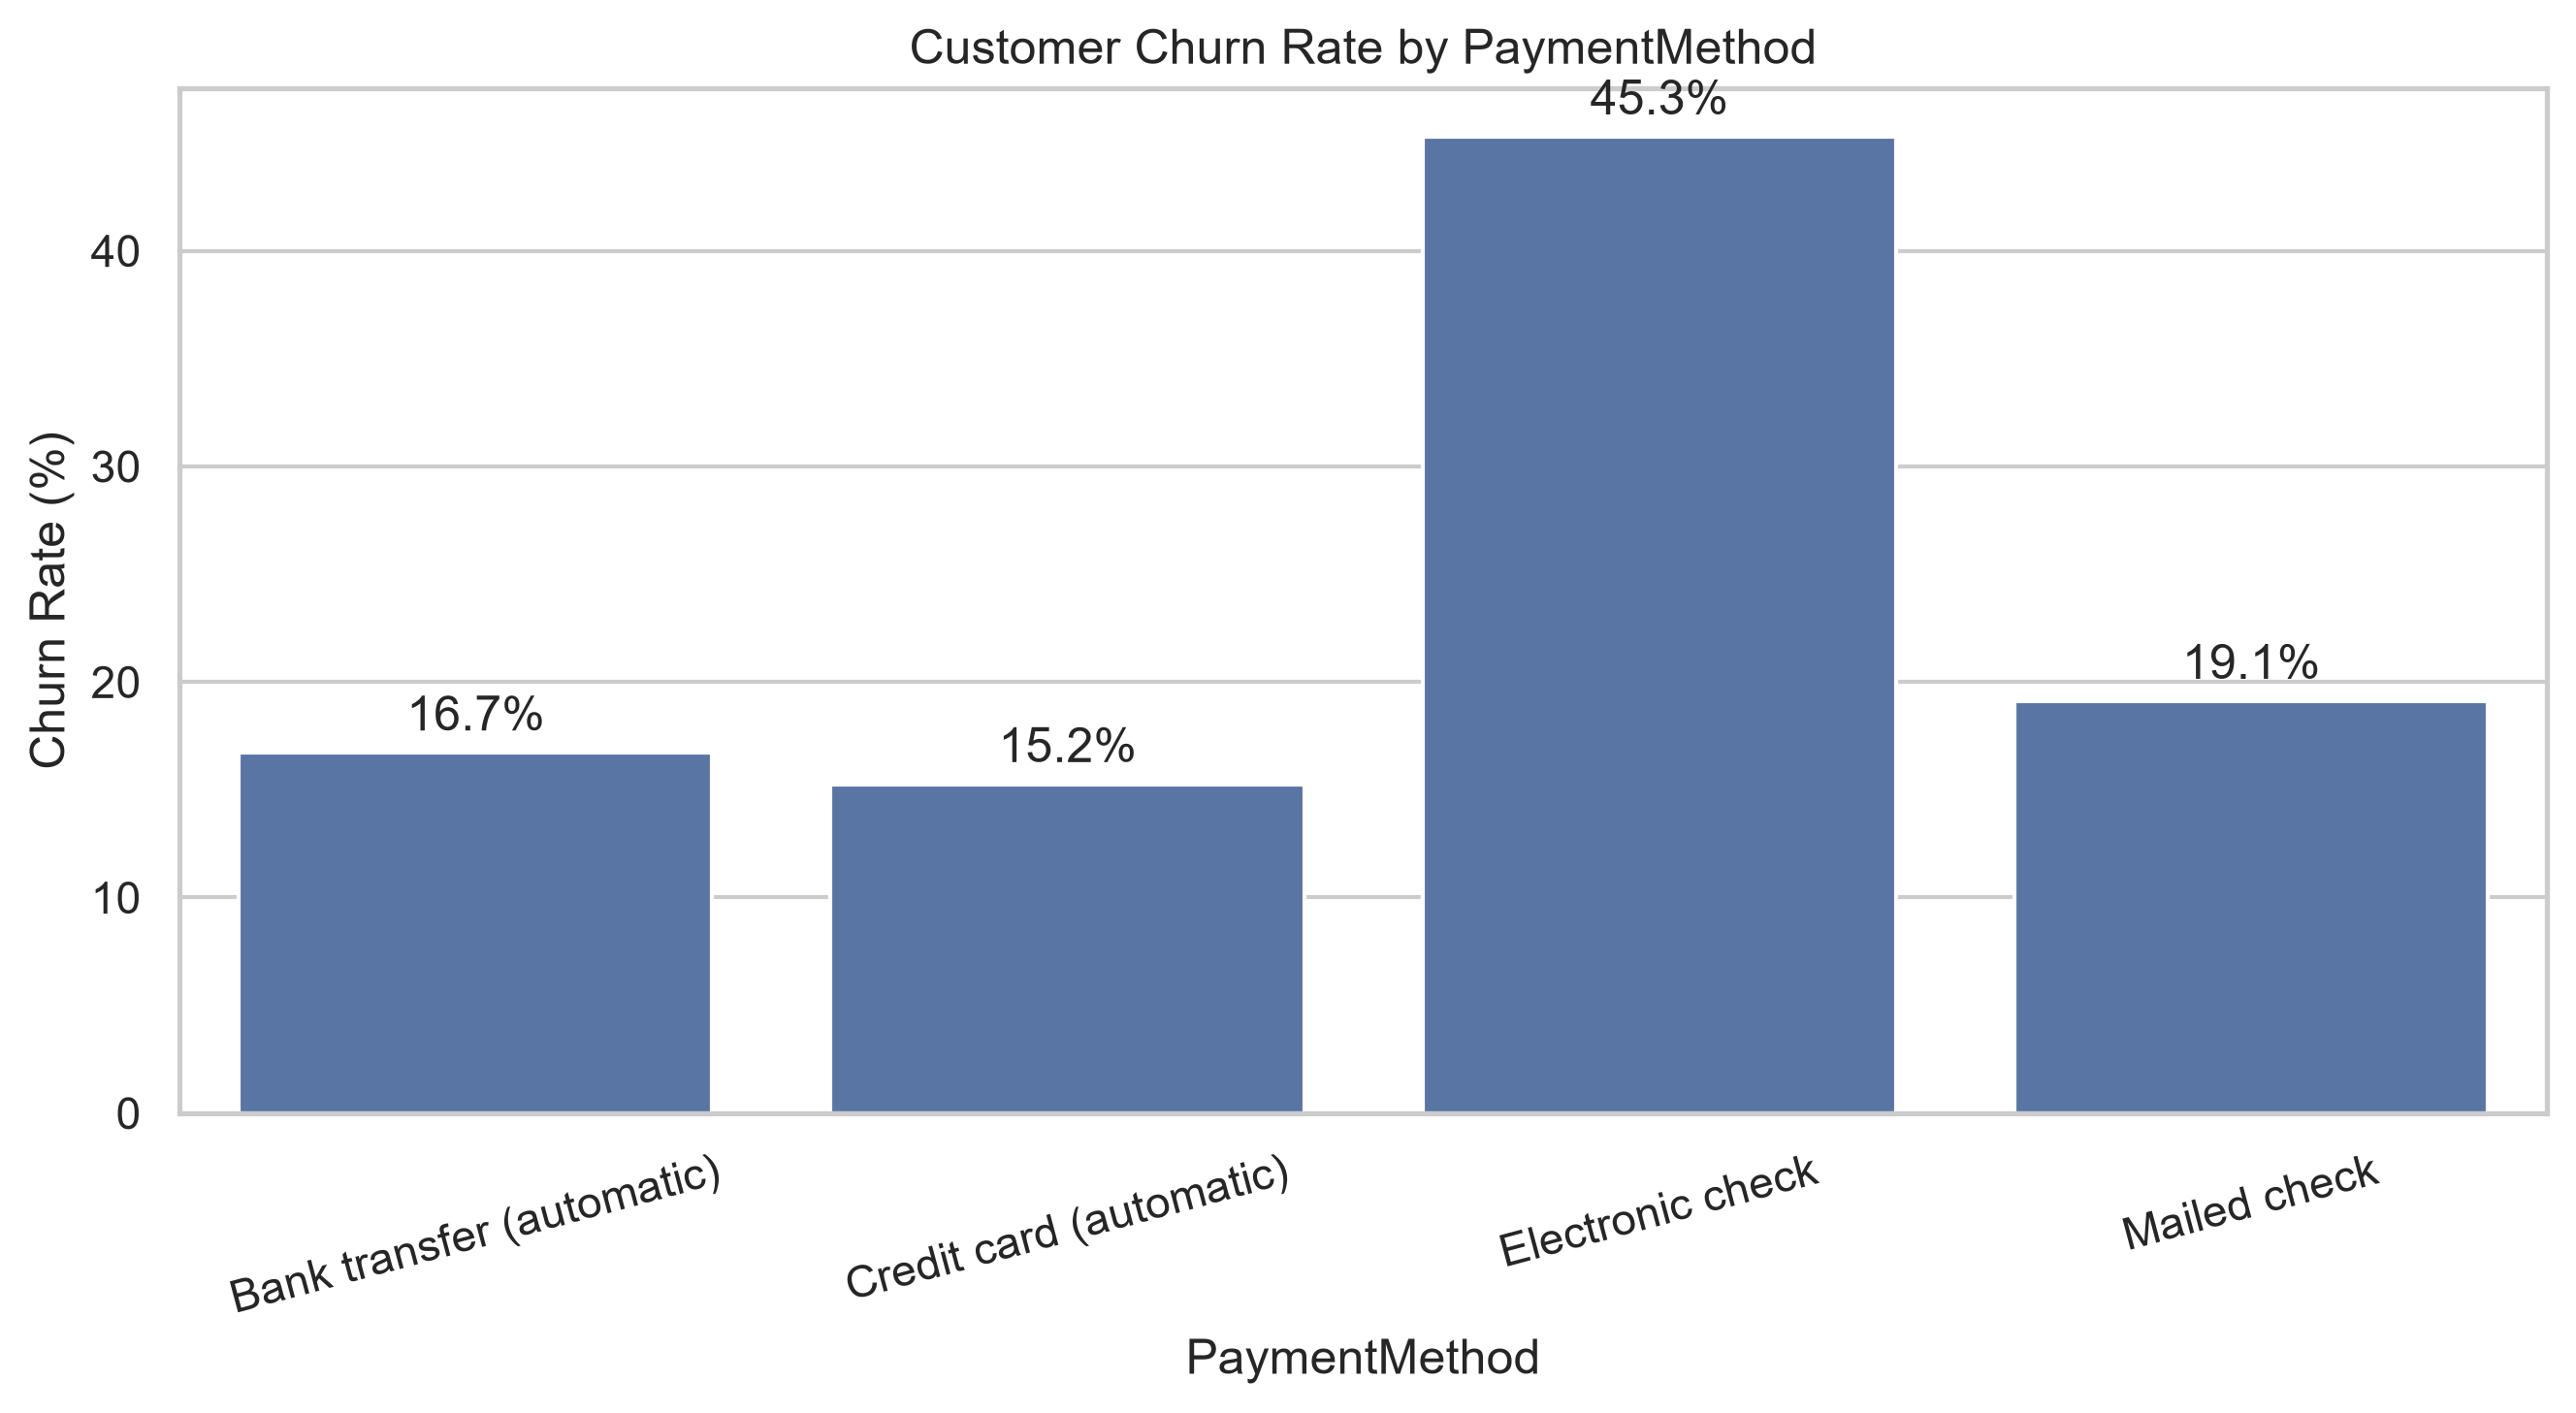 Customer Churn Rate by PaymentMethod
45.3%
40
30
20
10
0
Churn Rate (%)
16.7%
15.2%
19.1%
Bank transfer (automatic)
Credit card (automatic)
Electronic check
Mailed check
PaymentMethod